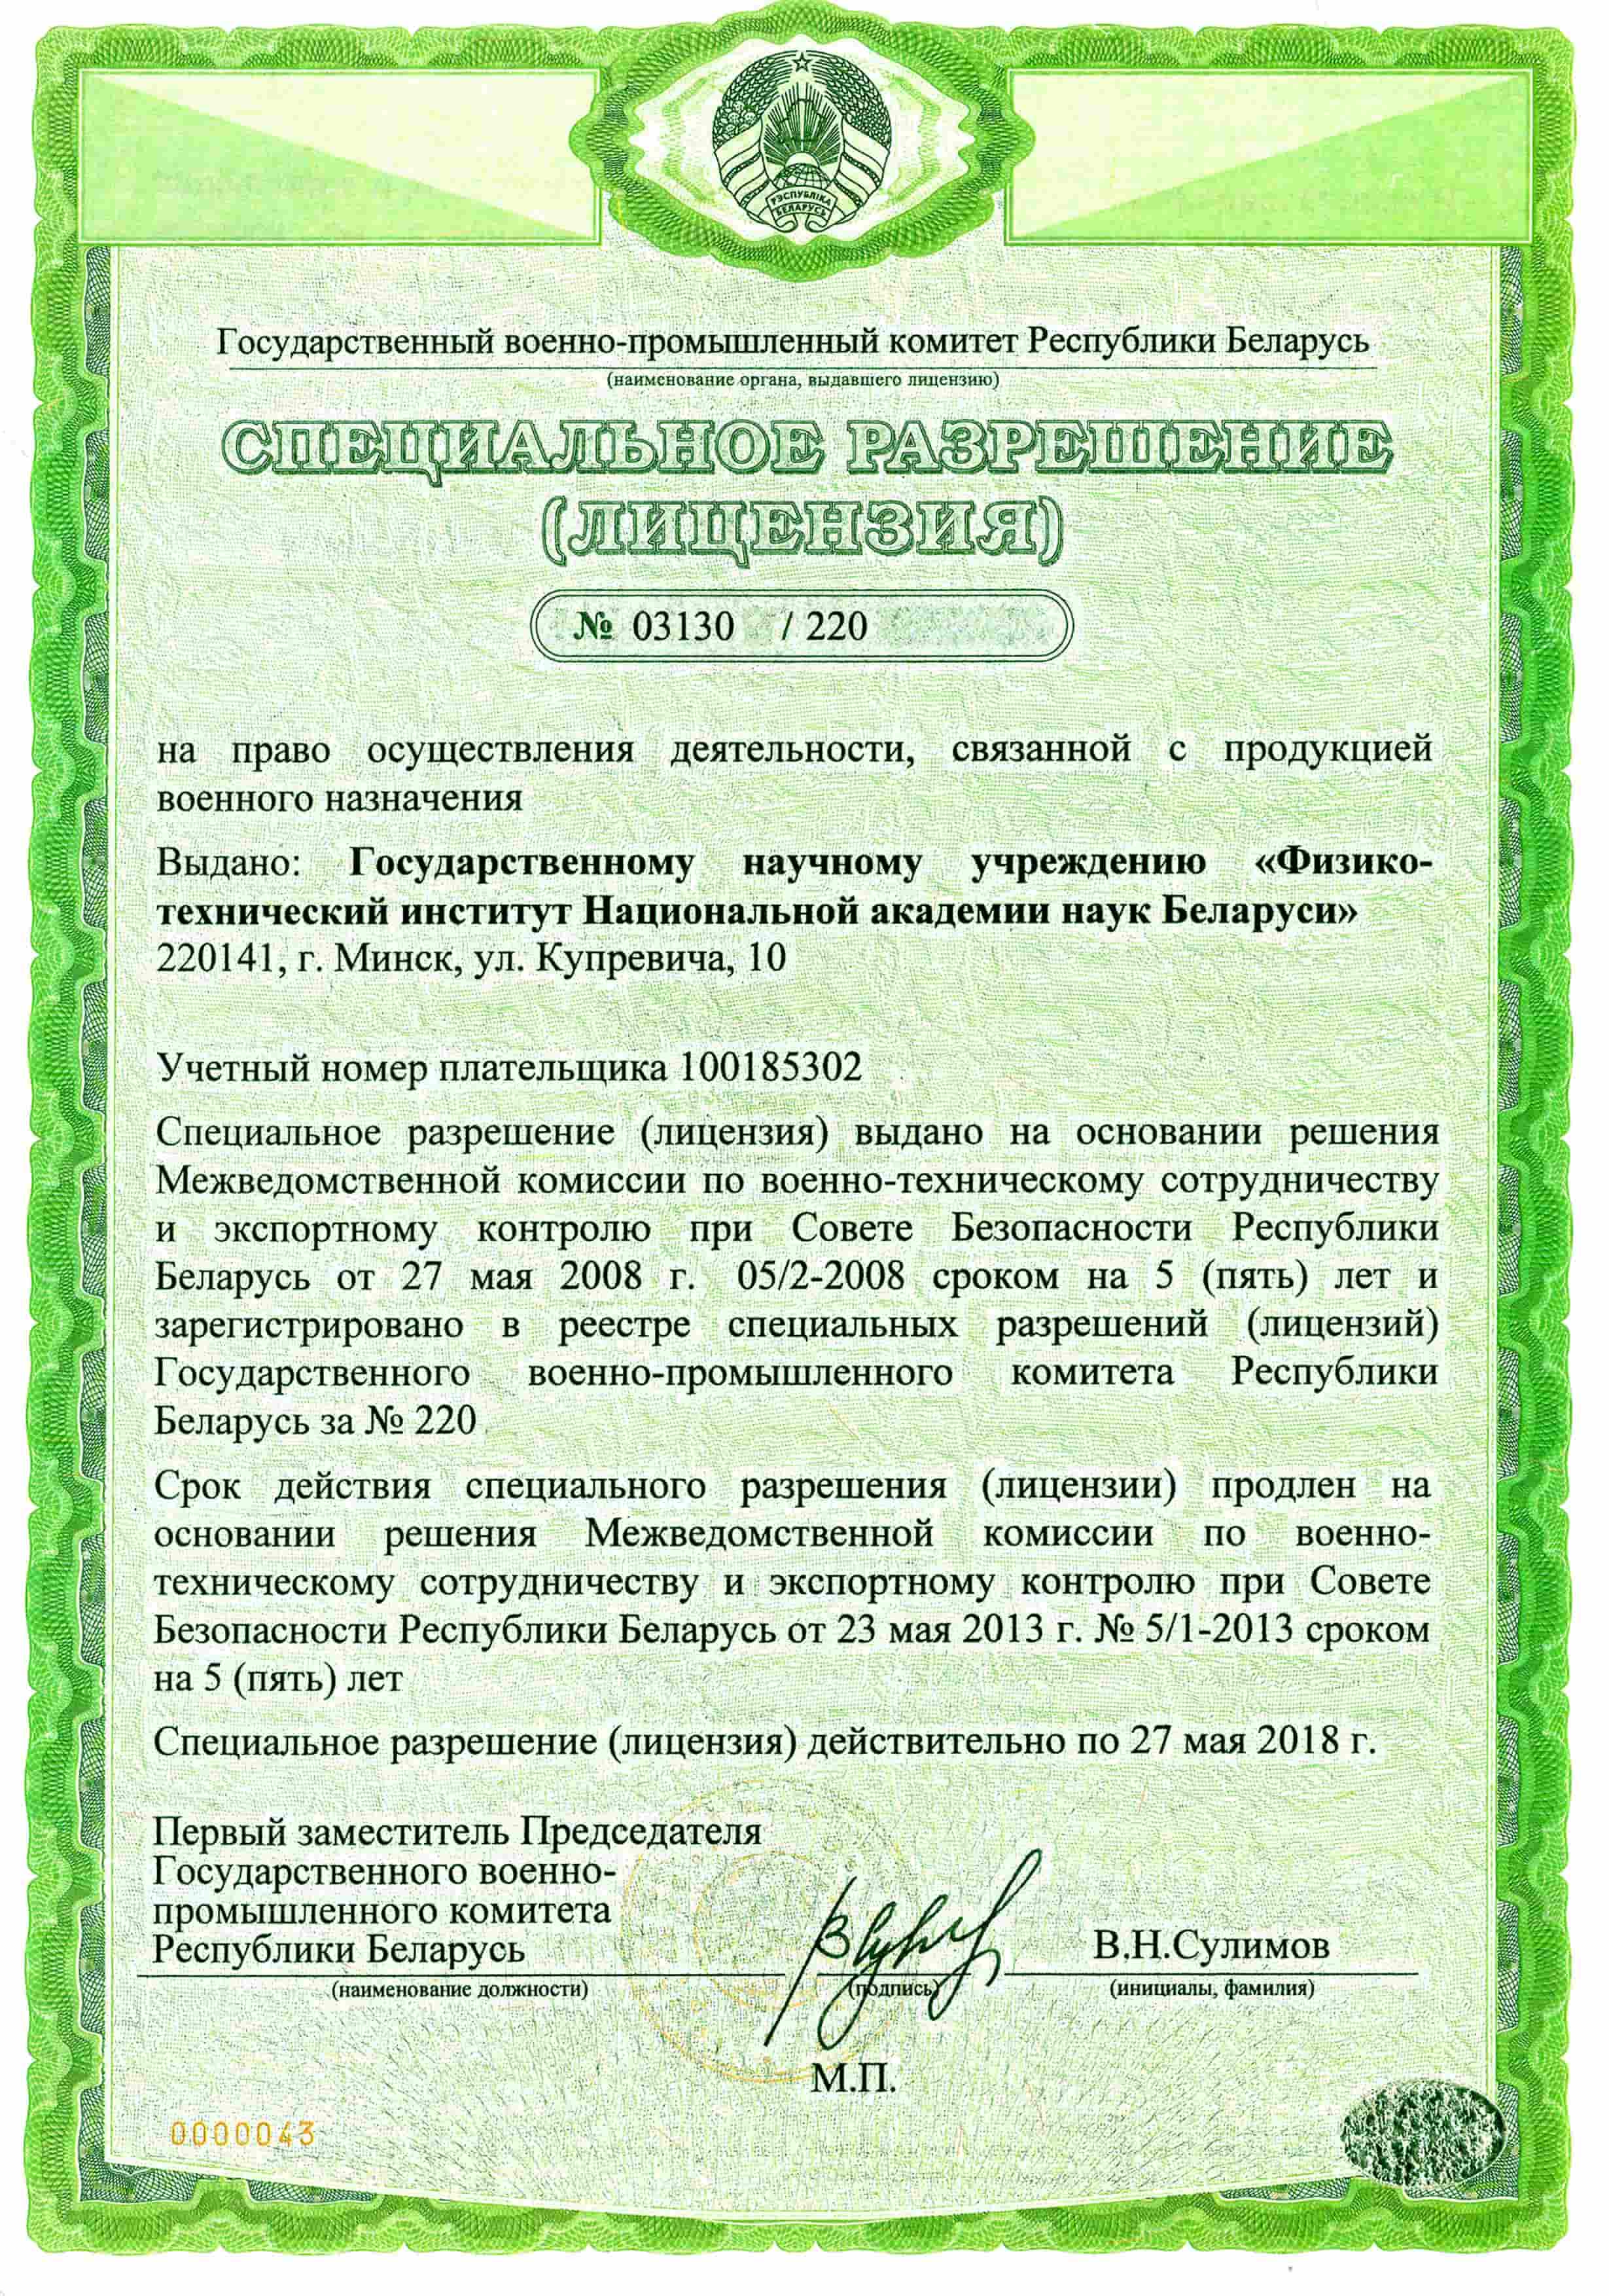 РЭСПУБЛІКА
БЕЛАРУСЬ
Государственный военно-промышленный комитет Республики Беларусь
(наименование органа, выдавшего лицензию)
СПЕЦИАЛЬНОЕ РАЗРЕШЕНИЕ
(ЛИЦЕНЗИЯ)
№ 03130 / 220
на право осуществления деятельности, связанной с продукцией
военного назначения
Выдано: Государственному научному учреждению «Физико-
технический институт Национальной академии наук Беларуси»
220141, г. Минск, ул. Купревича, 10
Учетный номер плательщика 100185302
Специальное разрешение (лицензия) выдано на основании решения
Межведомственной комиссии по военно-техническому сотрудничеству
и экспортному контролю при Совете Безопасности Республики
Беларусь от 27 мая 2008 г. 05/2-2008 сроком на 5 (пять) лет и
зарегистрировано в реестре специальных разрешений (лицензий)
Государственного военно-промышленного комитета Республики
Беларусь за № 220
Срок действия специального разрешения (лицензии) продлен на
основании решения Межведомственной комиссии по военно-
техническому сотрудничеству и экспортному контролю при Совете
Безопасности Республики Беларусь от 23 мая 2013 г. № 5/1-2013 сроком
на 5 (пять) лет
Специальное разрешение (лицензия) действительно по 27 мая 2018 г.
Первый заместитель Председателя
Государственного военно-
промышленного комитета
Республики Беларусь
В.Н.Сулимов
(наименование должности) (подпись) (инициалы, фамилия)
М.П.
0000043